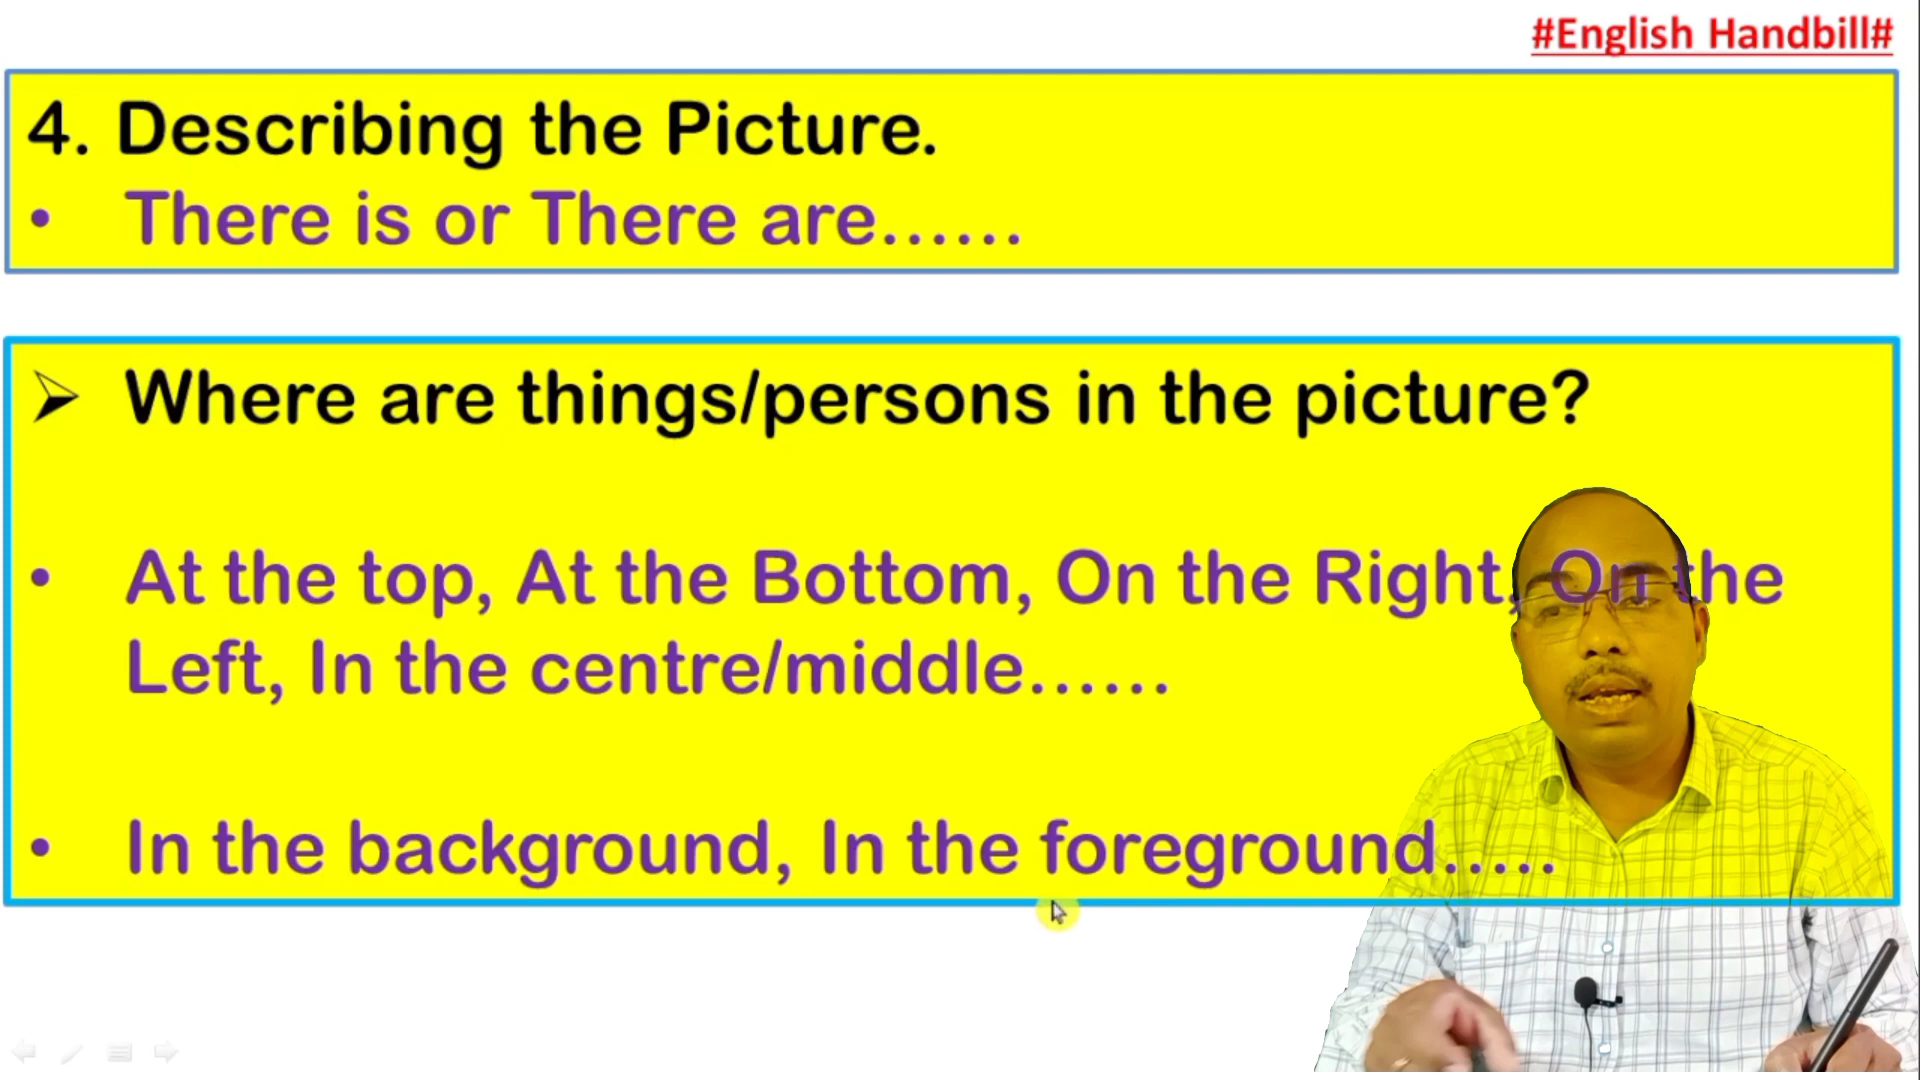 #English Handbill#
4. Describing the Picture.
• There is or There are......
➢ Where are things/persons in the picture?
• At the top, At the Bottom, On the Right, On the
Left, In the centre/middle......
• In the background, In the foreground.....